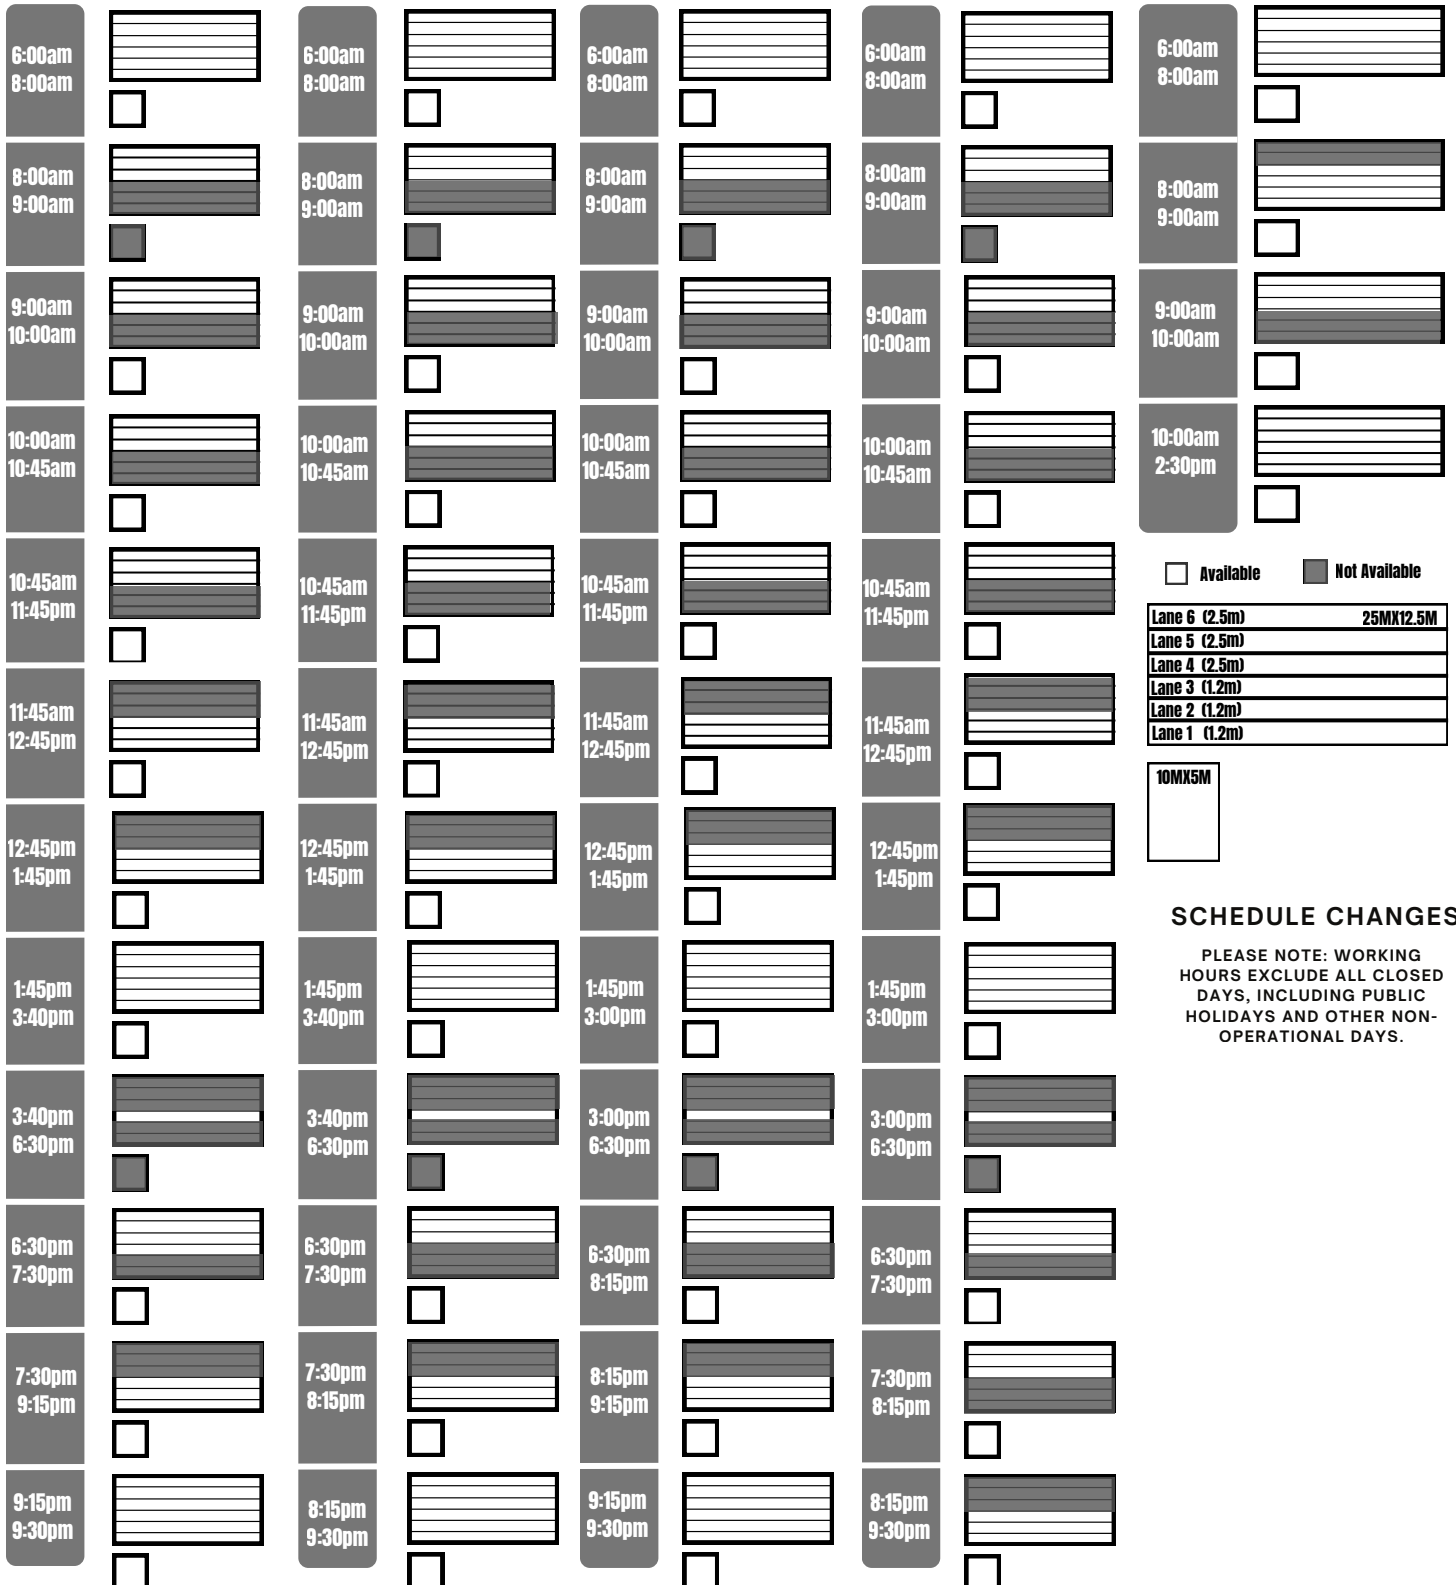 6:00am
8:00am
8:00am
9:00am
9:00am
10:00am
10:00am
10:45am
10:45am
11:45pm
11:45am
12:45pm
12:45pm
1:45pm
1:45pm
3:40pm
3:40pm
6:30pm
6:30pm
7:30pm
7:30pm
9:15pm
9:15pm
9:30pm
6:00am
8:00am
8:00am
9:00am
9:00am
10:00am
10:00am
10:45am
10:45am
11:45pm
11:45am
12:45pm
12:45pm
1:45pm
1:45pm
3:40pm
3:40pm
6:30pm
6:30pm
7:30pm
7:30pm
8:15pm
8:15pm
9:30pm
6:00am
8:00am
8:00am
9:00am
9:00am
10:00am
10:00am
10:45am
10:45am
11:45pm
11:45am
12:45pm
12:45pm
1:45pm
1:45pm
3:00pm
3:00pm
6:30pm
6:30pm
8:15pm
8:15pm
9:15pm
9:15pm
9:30pm
6:00am
8:00am
8:00am
9:00am
9:00am
10:00am
10:00am
10:45am
10:45am
11:45pm
11:45am
12:45pm
12:45pm
1:45pm
1:45pm
3:00pm
3:00pm
6:30pm
6:30pm
7:30pm
7:30pm
8:15pm
8:15pm
9:30pm
6:00am
8:00am
8:00am
9:00am
9:00am
10:00am
10:00am
2:30pm
Available Not Available
Lane 6 (2.5m) 25MX12.5M
Lane 5 (2.5m)
Lane 4 (2.5m)
Lane 3 (1.2m)
Lane 2 (1.2m)
Lane 1 (1.2m)
10MX5M
SCHEDULE CHANGES
PLEASE NOTE: WORKING
HOURS EXCLUDE ALL CLOSED
DAYS, INCLUDING PUBLIC
HOLIDAYS AND OTHER NON-
OPERATIONAL DAYS.